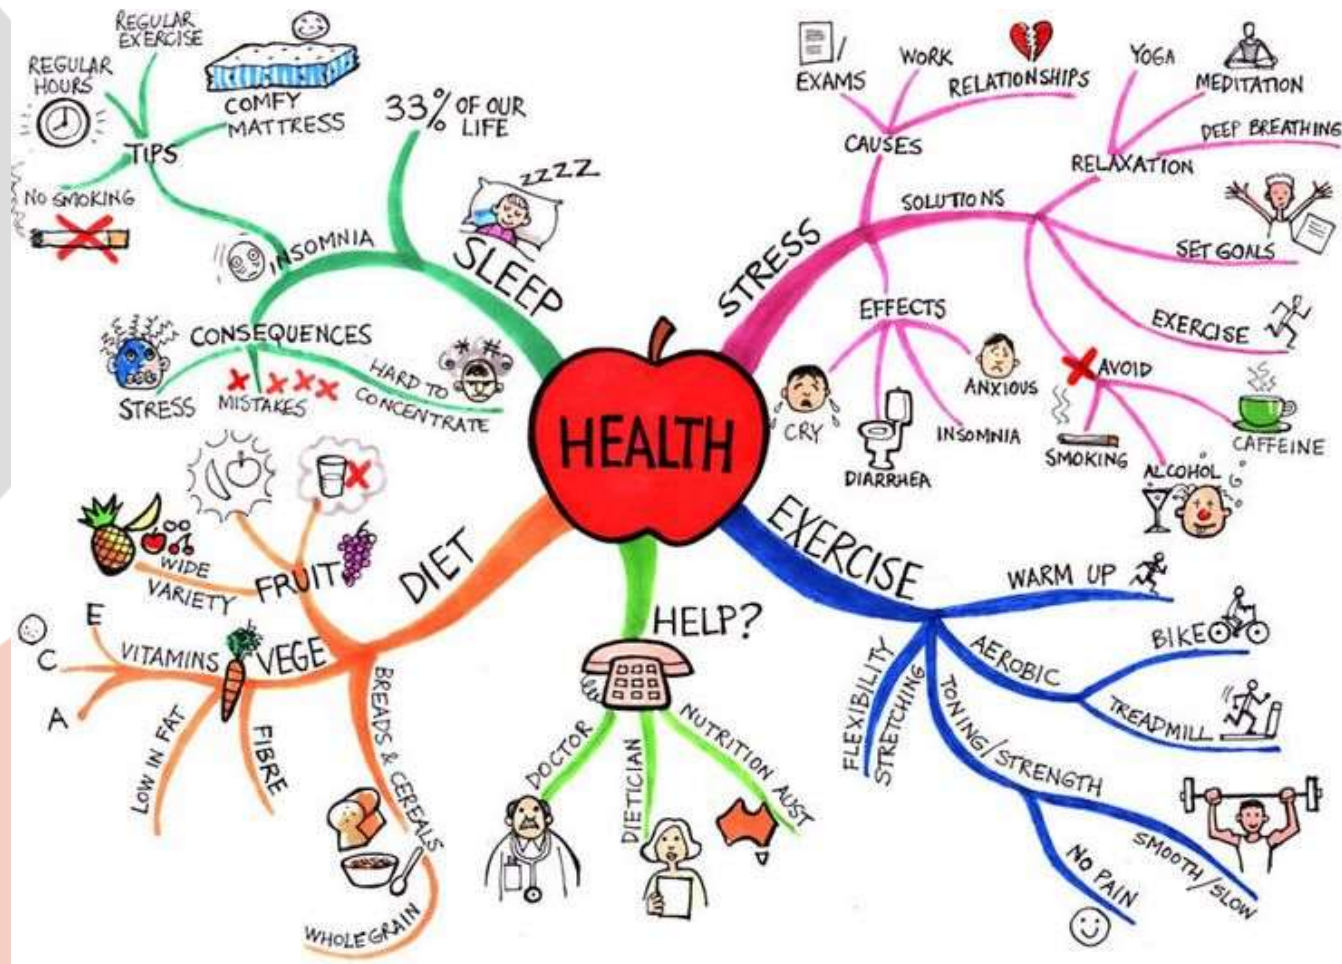 HEALTH
SLEEP
33% OF OUR
LIFE
ZZZZ
INSOMNIA
TIPS
REGULAR
HOURS
REGULAR
EXERCISE
COMFY
MATTRESS
NO SMOKING
CONSEQUENCES
STRESS
MISTAKES
HARD TO
CONCENTRATE
STRESS
CAUSES
EXAMS
WORK
RELATIONSHIPS
SOLUTIONS
RELAXATION
YOGA
MEDITATION
DEEP BREATHING
SET GOALS
EXERCISE
AVOID
SMOKING
ALCOHOL
CAFFEINE
EFFECTS
CRY
DIARRHEA
INSOMNIA
ANXIOUS
EXERCISE
WARM UP
AEROBIC
BIKE
TREADMILL
TONING/STRENGTH
SMOOTH/SLOW
NO PAIN
FLEXIBILITY
STRETCHING
HELP?
DOCTOR
DIETICIAN
NUTRITION AUST
DIET
FRUIT
WIDE
VARIETY
VEGE
VITAMINS
E
C
A
LOW IN FAT
FIBRE
BREADS & CEREALS
WHOLEGRAIN